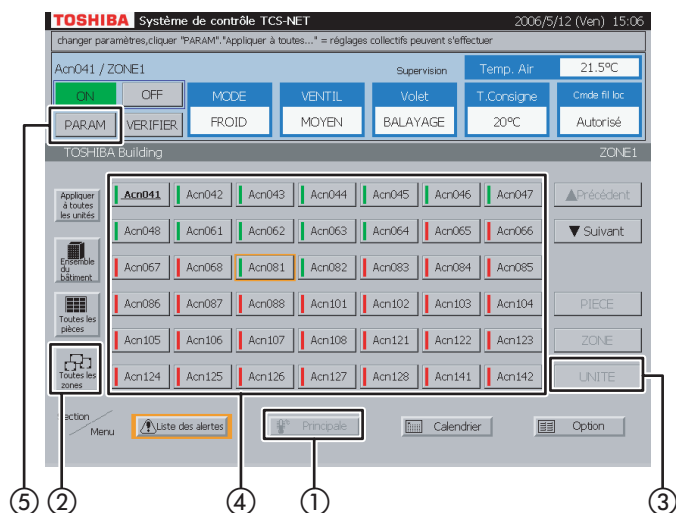 TOSHIBA Système de contrôle TCS-NET 2006/5/12 (Ven) 15:06
changer paramètres,cliquer "PARAM"."Appliquer à toutes..." = réglages collectifs peuvent s'effectuer
Acn041 / ZONE1 Supervision Temp. Air 21.5°C
ON OFF MODE VENTIL Volet T.Consigne Cmde fil loc
PARAM VERIFIER FROID MOYEN BALAYAGE 20°C Autorisé
TOSHIBA Building ZONE1
Appliquer
à toutes
les unités
Acn041 Acn042 Acn043 Acn044 Acn045 Acn046 Acn047 ▲Précédent
Acn048 Acn061 Acn062 Acn063 Acn064 Acn065 Acn066 ▼ Suivant
Ensemble
du
bâtiment
Acn067 Acn068 Acn081 Acn082 Acn083 Acn084 Acn085
Acn086 Acn087 Acn088 Acn101 Acn102 Acn103 Acn104 PIECE
Toutes les
pièces
Acn105 Acn106 Acn107 Acn108 Acn121 Acn122 Acn123 ZONE
Toutes les
zones
Acn124 Acn125 Acn126 Acn127 Acn128 Acn141 Acn142 UNITE
ection
Menu Liste des alertes Principale Calendrier Option
⑤ ② ④ ① ③